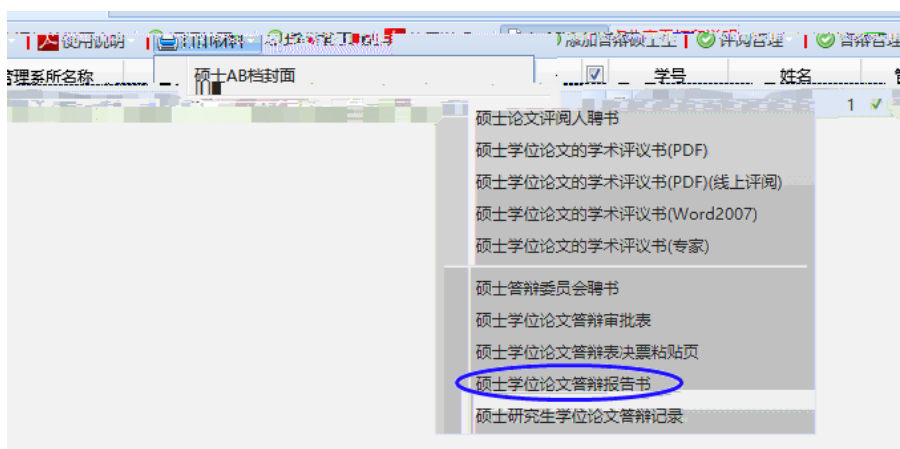 使用说明 打印材料
添加答辩硕士生 评阅管理 答辩管理
管理系所名称 硕士AB档封面 学号 姓名
1
硕士论文评阅人聘书
硕士学位论文的学术评议书(PDF)
硕士学位论文的学术评议书(PDF)(线上评阅)
硕士学位论文的学术评议书(Word2007)
硕士学位论文的学术评议书(专家)
硕士答辩委员会聘书
硕士学位论文答辩审批表
硕士学位论文答辩表决票粘贴页
硕士学位论文答辩报告书
硕士研究生学位论文答辩记录